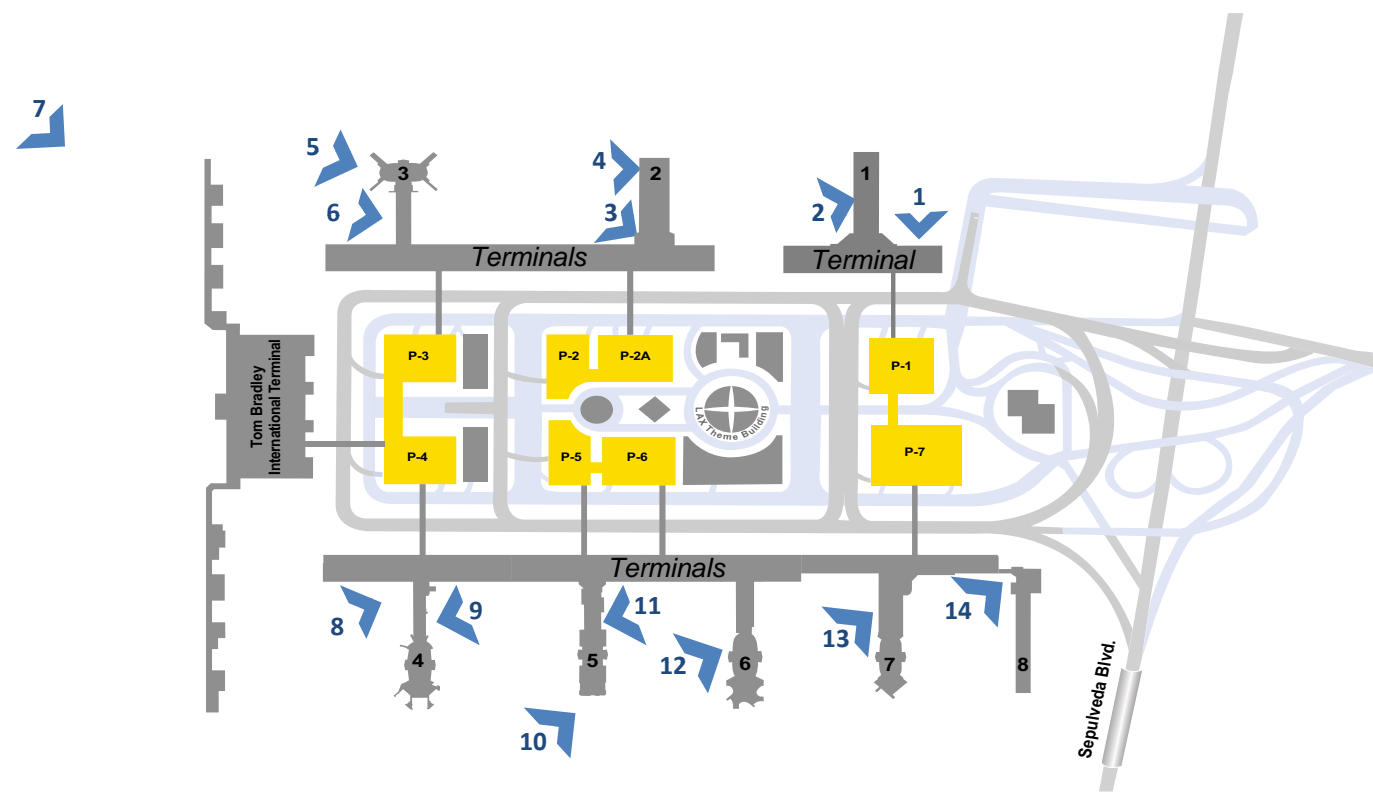 7
5
3
4
2
1
1
6
3
2
Terminals
Terminal
P-3
P-2
P-2A
P-1
Tom Bradley
International Terminal
LAX Theme Building
P-4
P-5
P-6
P-7
Terminals
8
9
11
14
13
12
4
5
6
7
8
10
Sepulveda Blvd.